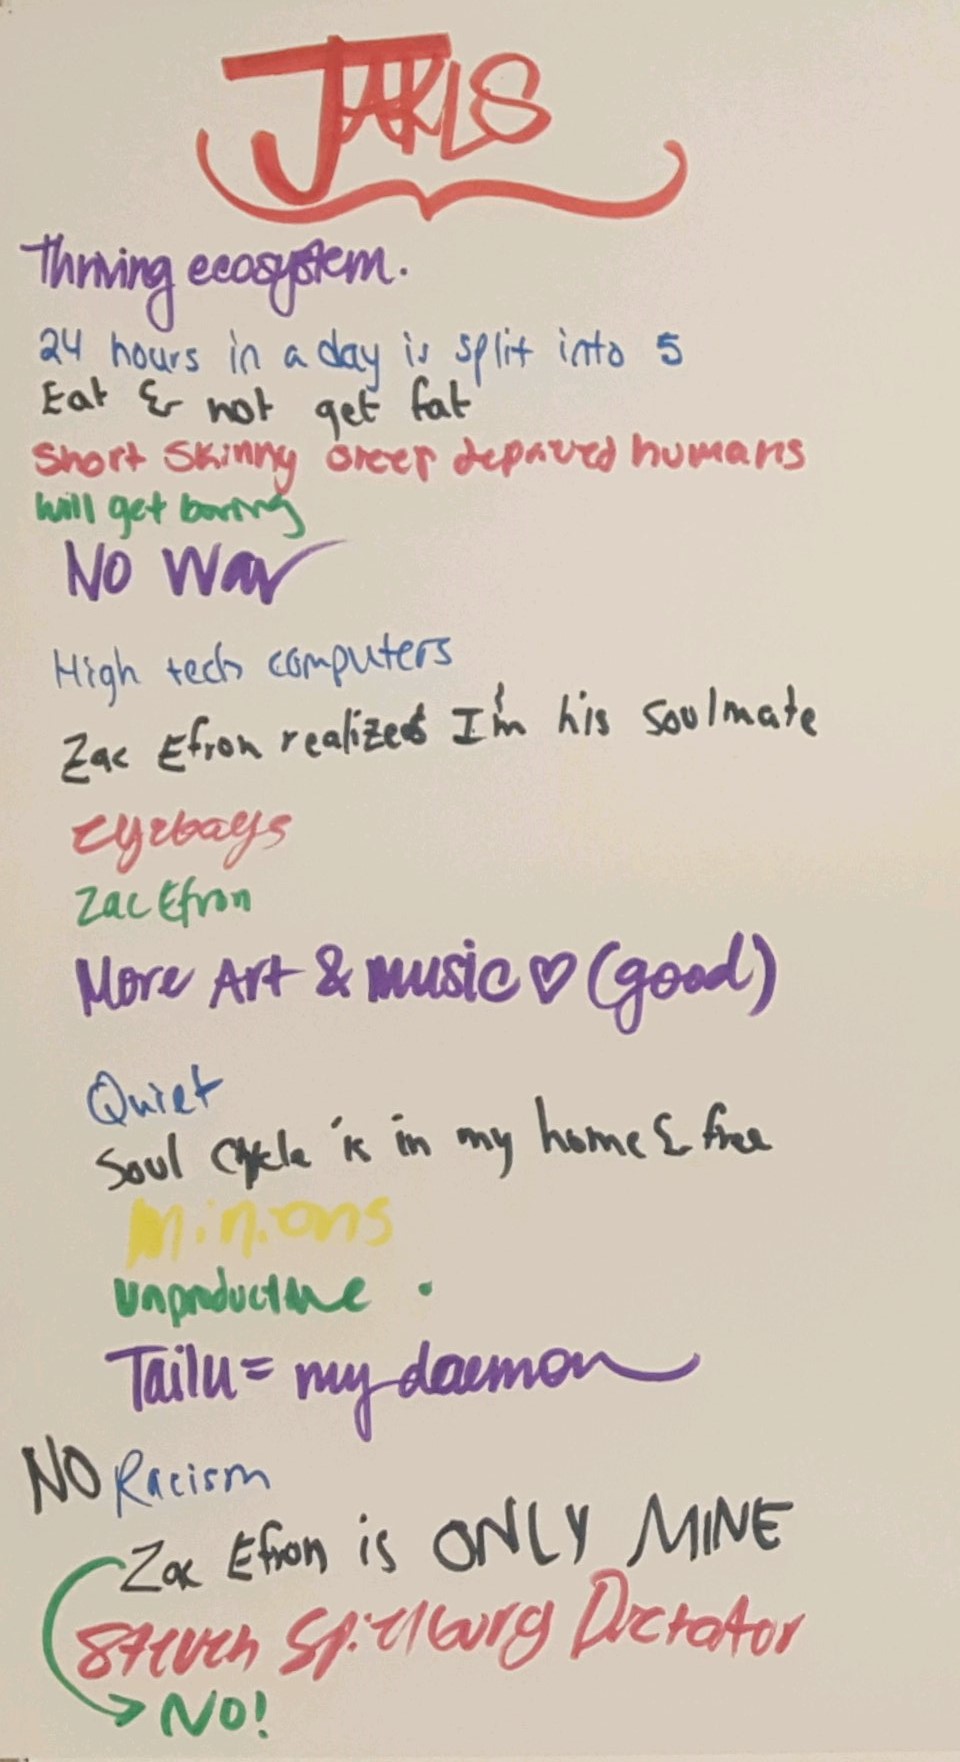 JARLS
Thriving ecosystem.
24 hours in a day is split into 5
Eat & not get fat
Short Skinny sleep depraved humans
Will get boring
NO War
High tech computers
Zac Efron realizes I'm his soulmate
Eyebags
Zac Efron
More Art & music ♡ (good)
Quiet
Soul Cycle is in my home & free
Minions
Unproductive .
Tailu = my daemon
NO Racism
Zac Efron is ONLY MINE
Steven Spielburg Dictator
→ NO!